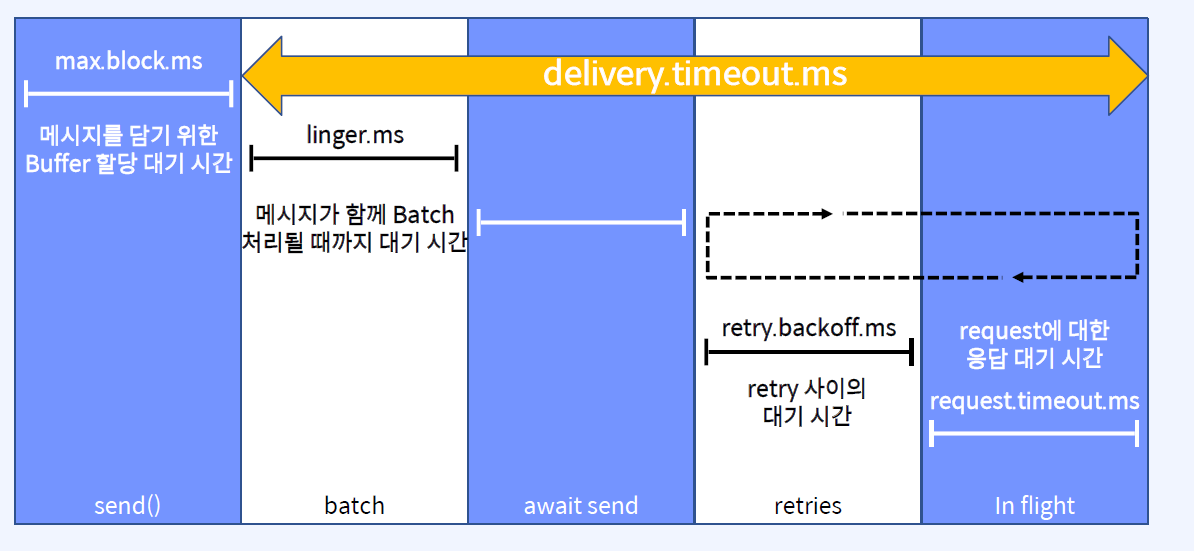 max.block.ms
delivery.timeout.ms
메시지를 담기 위한
Buffer 할당 대기 시간
linger.ms
메시지가 함께 Batch
처리될 때까지 대기 시간
retry.backoff.ms
retry 사이의
대기 시간
request에 대한
응답 대기 시간
request.timeout.ms
send()
batch
await send
retries
In flight